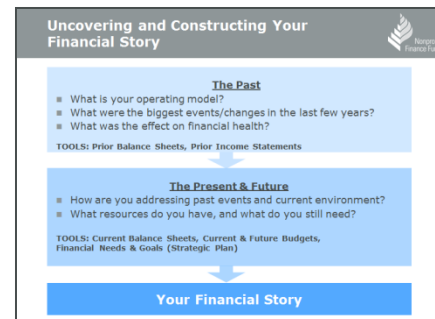 Uncovering and Constructing Your
Financial Story
Finance Fu
The Past
■ What is your operating model?
■ What were the biggest events/changes in the last few years?
■ What was the effect on financial health?
TOOLS: Prior Balance Sheets, Prior Income Statements
The Present & Future
■ How are you addressing past events and current environment?
■ What resources do you have, and what do you still need?
TOOLS: Current Balance Sheets, Current & Future Budgets,
Financial Needs & Goals (Strategic Plan)
Your Financial Story